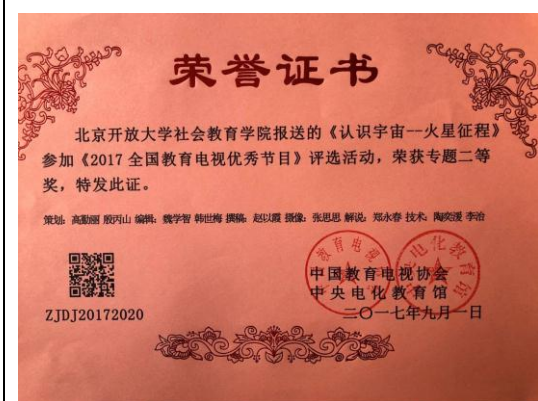 荣誉证书
北京开放大学社会教育学院报送的《认识宇宙--火星征程》
参加《2017 全国教育电视优秀节目》评选活动，荣获专题二等
奖，特发此证。
策划: 高勤丽 殷丙山 编辑: 魏学智 韩世梅 撰稿: 赵以霞 摄像: 张思思 解说: 郑永春 技术: 陶奕湲 李治
中国教育电视协会
中央电化教育馆
ZJDJ20172020
二〇一七年九月一日